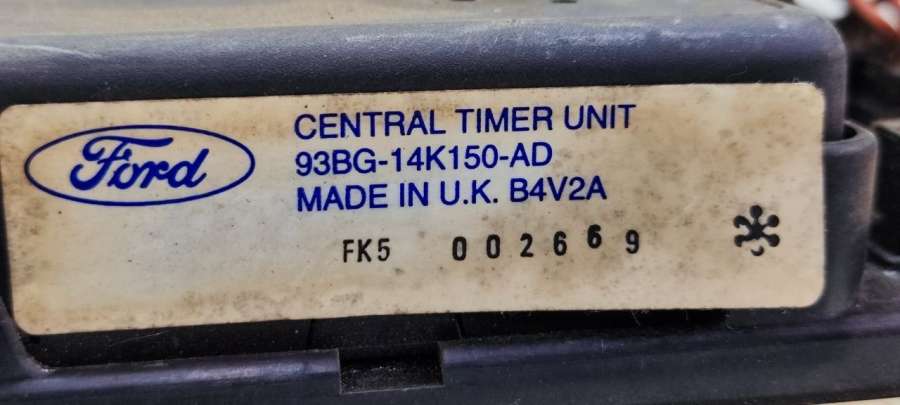 Ford
CENTRAL TIMER UNIT
93BG-14K150-AD
MADE IN U.K. B4V2A
FK5 002669